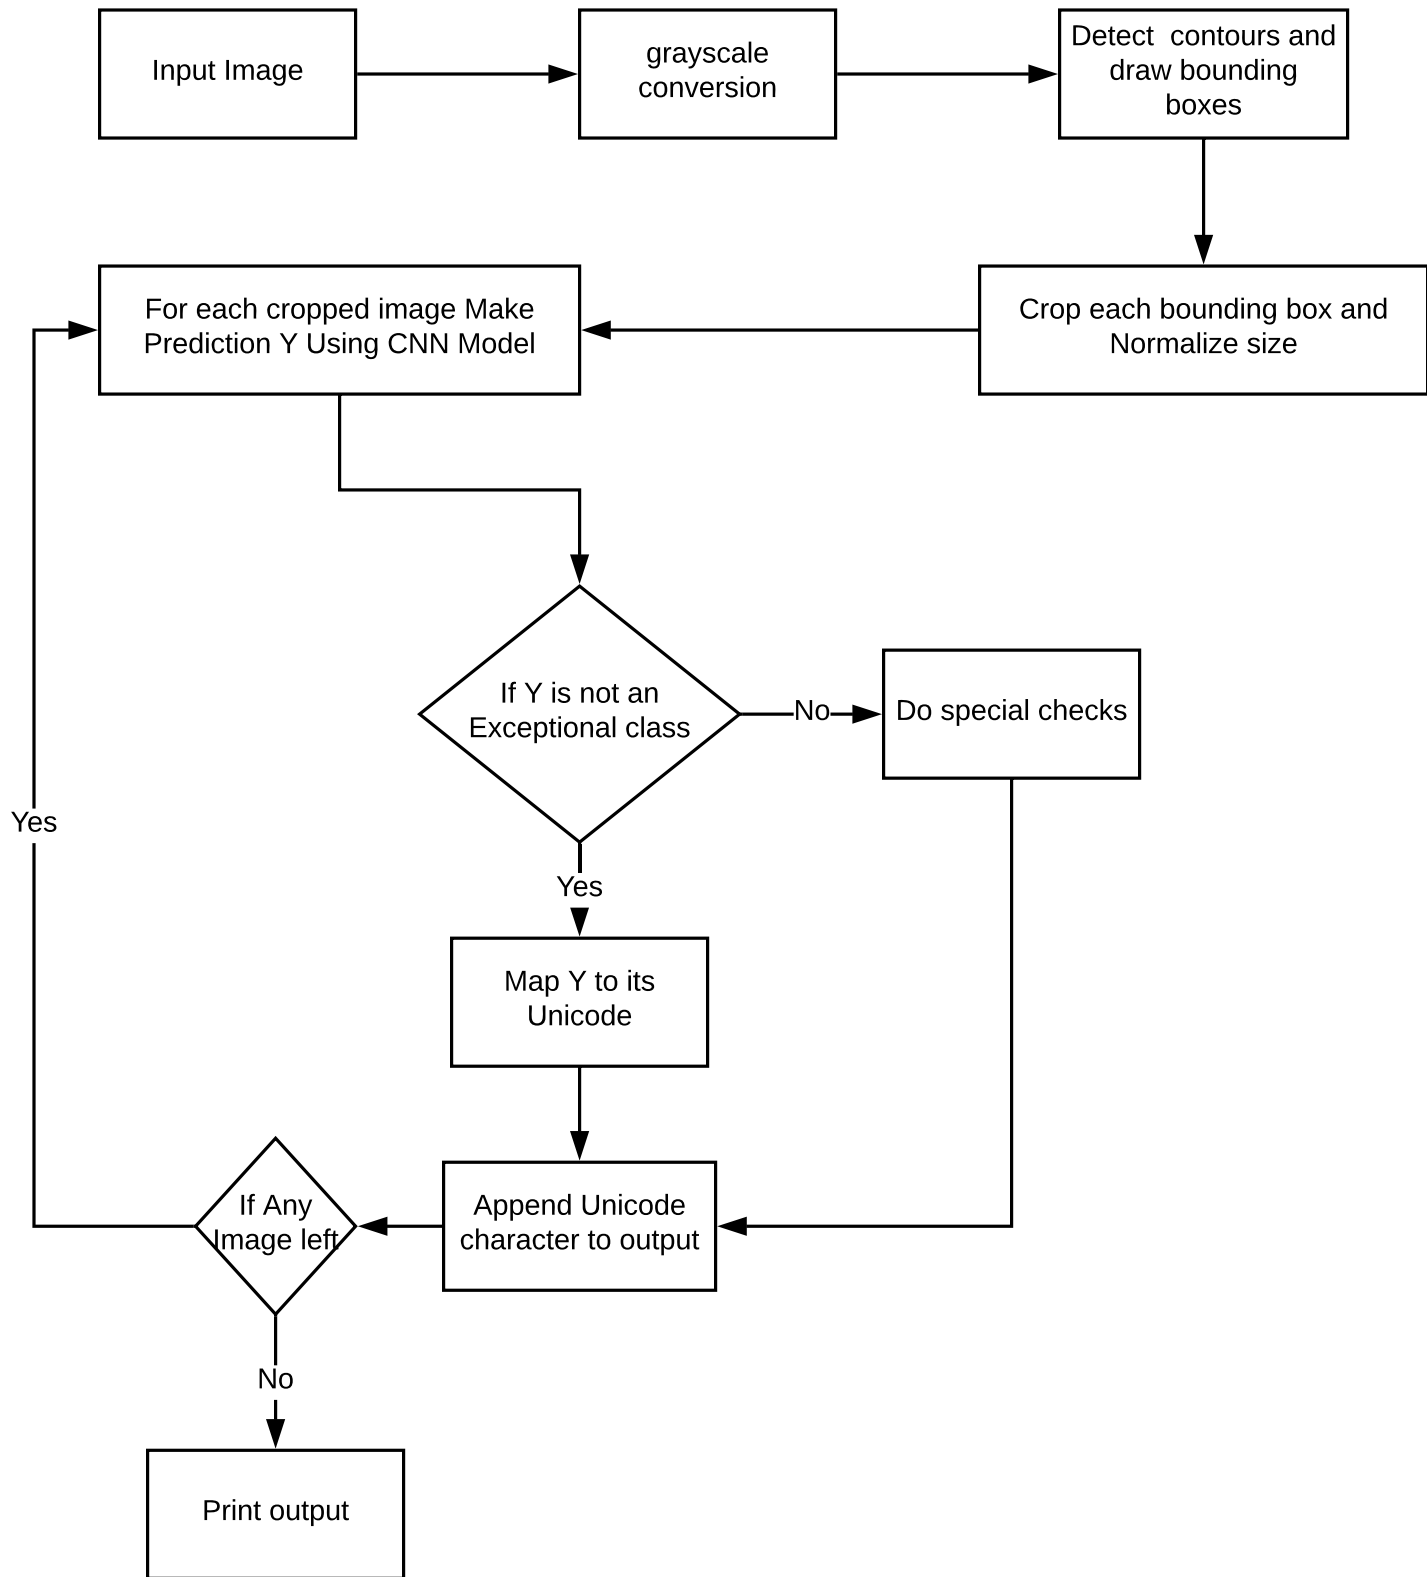 Input Image
grayscale
conversion
Detect  contours and
draw bounding
boxes
Crop each bounding box and
Normalize size
For each cropped image Make
Prediction Y Using CNN Model
If Y is not an
Exceptional class
No
Do special checks
Yes
Yes
Map Y to its
Unicode
Append Unicode
character to output
If Any
Image left
No
Print output